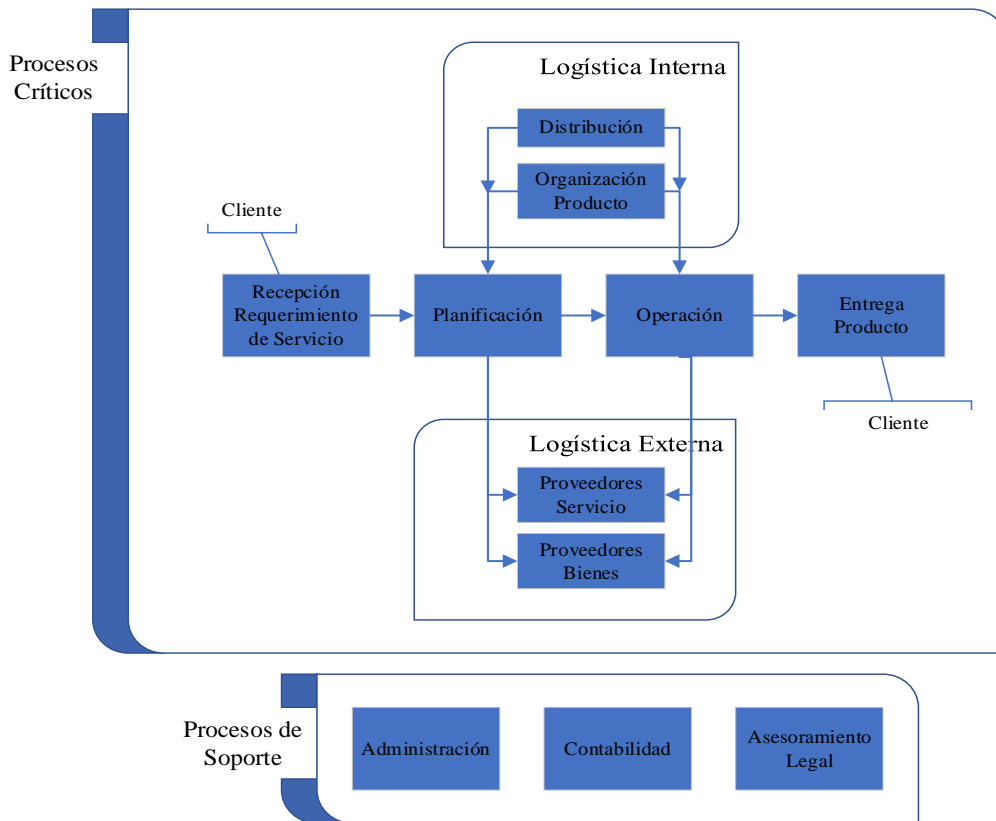 Procesos
Críticos
Logística Interna
Distribución
Organización
Producto
Cliente
Recepción
Requerimiento
de Servicio
Planificación
Operación
Entrega
Producto
Cliente
Logística Externa
Proveedores
Servicio
Proveedores
Bienes
Procesos de
Soporte
Administración
Contabilidad
Asesoramiento
Legal